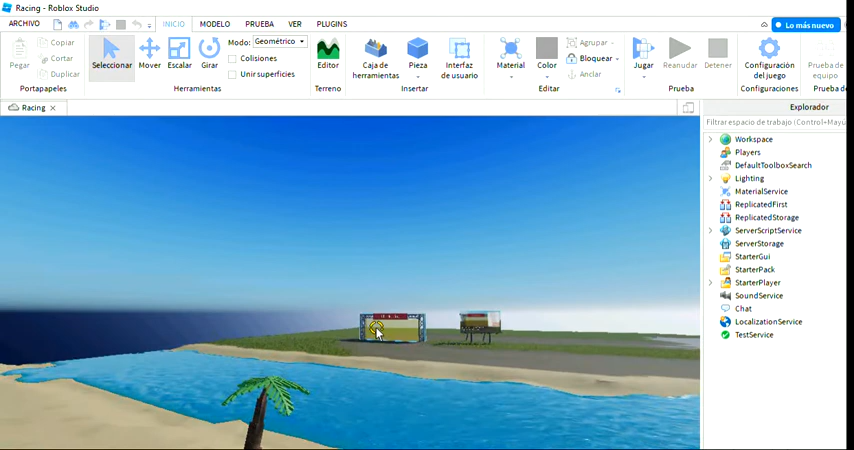 Racing - Roblox Studio
ARCHIVO INICIO MODELO PRUEBA VER PLUGINS Lo más nuevo
Pegar
Copiar
Cortar
Duplicar
Portapapeles
Seleccionar Mover Escalar Girar
Modo: Geométrico
Colisiones
Unir superficies
Herramientas
Editor
Terreno
Caja de herramientas
Pieza
Interfaz de usuario
Insertar
Material Color
Agrupar
Bloquear
Anclar
Editar
Jugar Reanudar Detener
Prueba
Configuración del juego
Configuraciones
Prueba de equipo
Prueba de
Racing
Explorador
Filtrar espacio de trabajo (Control+Mayú
Workspace
Players
DefaultToolboxSearch
Lighting
MaterialService
ReplicatedFirst
ReplicatedStorage
ServerScriptService
ServerStorage
StarterGui
StarterPack
StarterPlayer
SoundService
Chat
LocalizationService
TestService